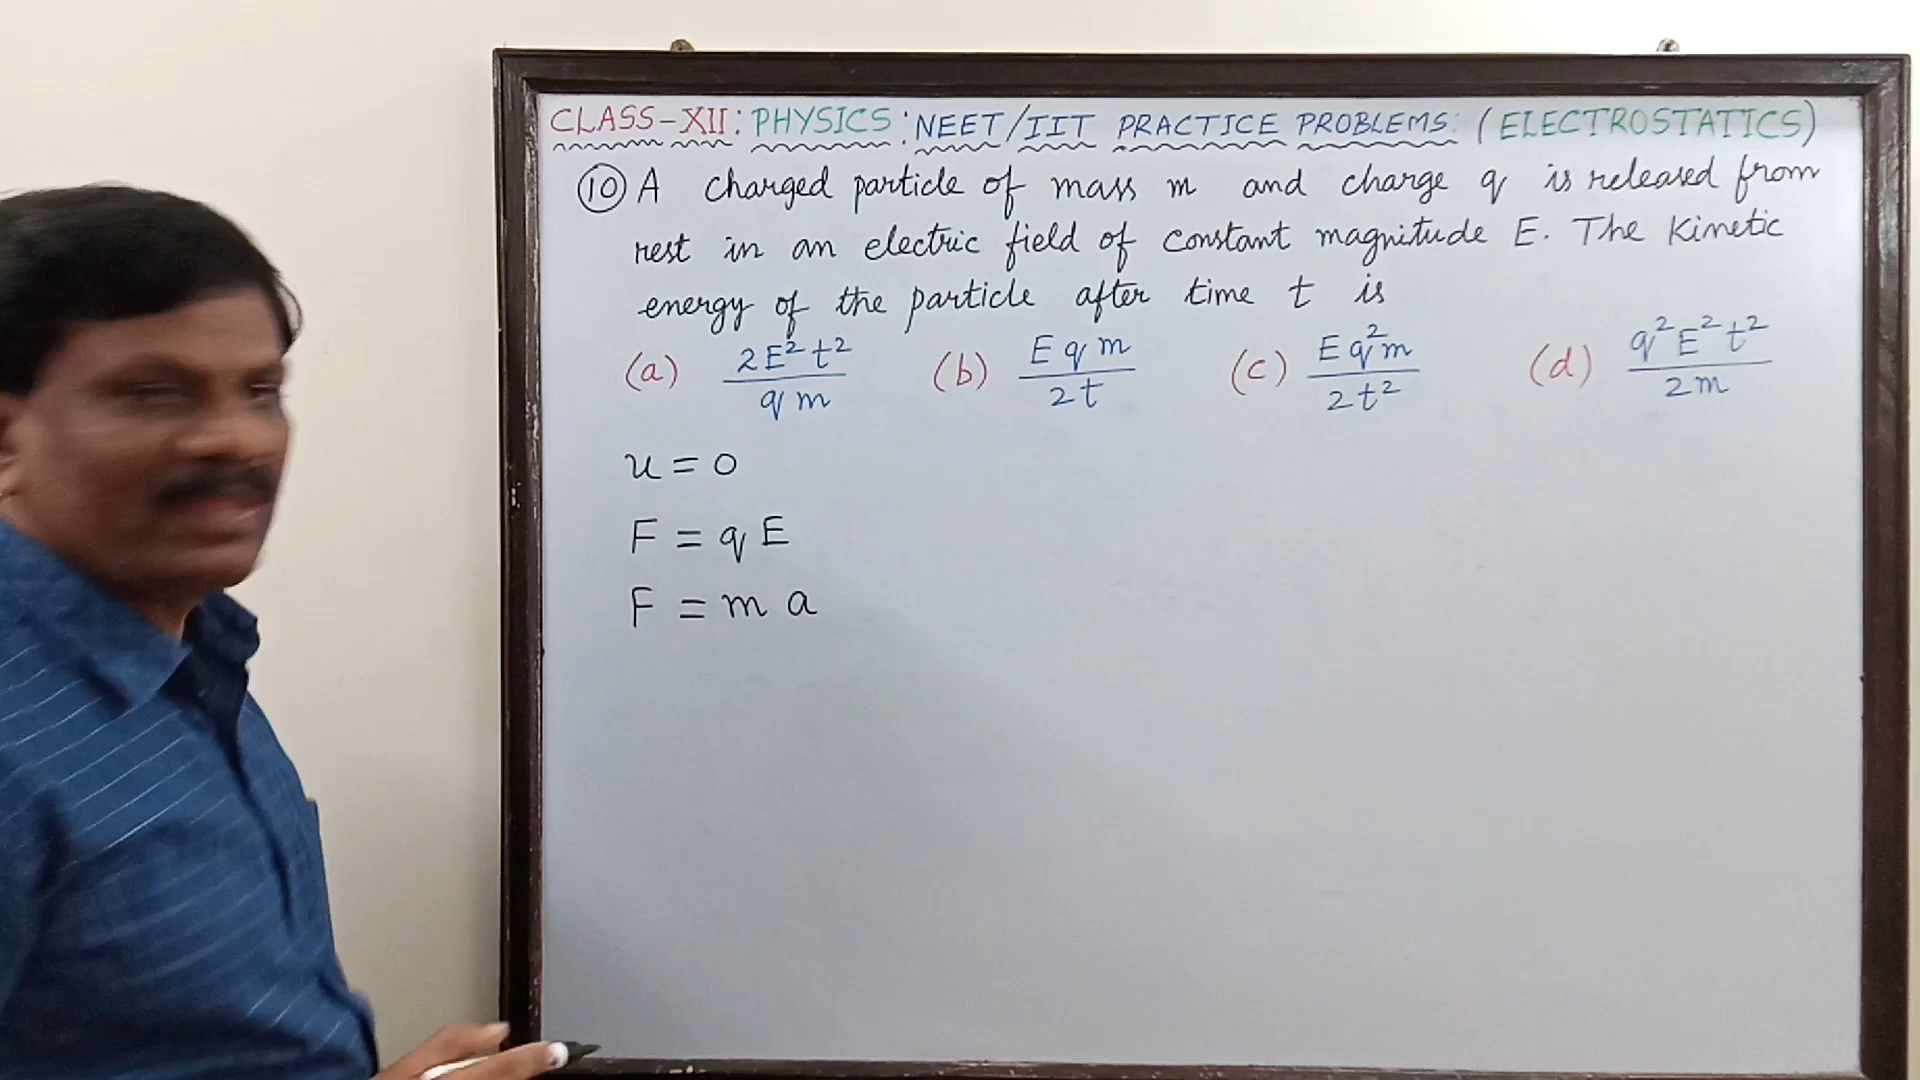 CLASS-XII: PHYSICS: NEET/IIT PRACTICE PROBLEMS: (ELECTROSTATICS)
(10) A charged particle of mass m and charge q is released from
rest in an electric field of constant magnitude E. The Kinetic
energy of the particle after time t is
(a) 2E²t²/qm (b) Eqm/2t (c) Eq²m/2t² (d) q²E²t²/2m
u = 0
F = qE
F = m a